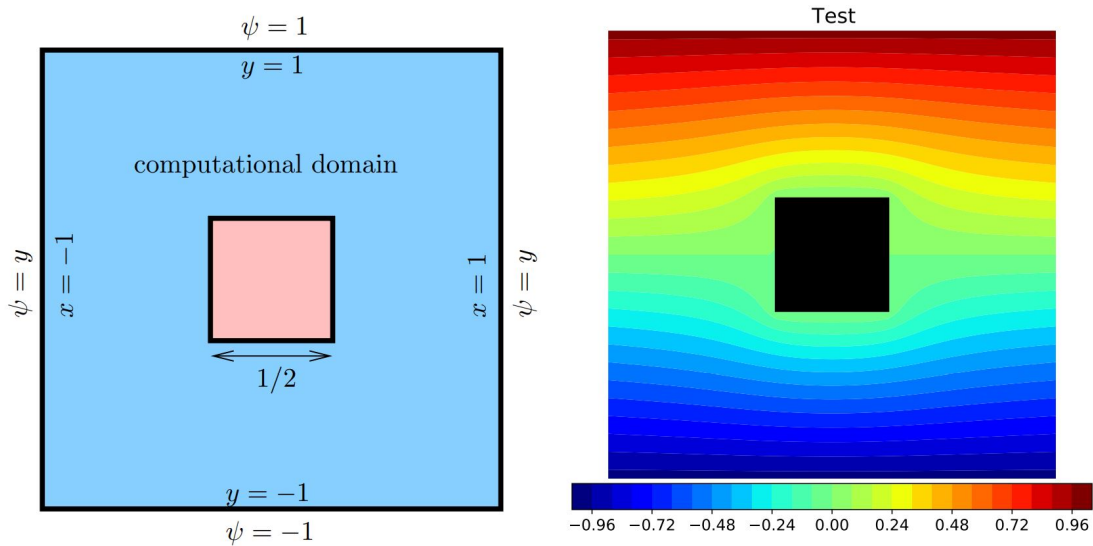 ψ = 1
y = 1
computational domain
ψ = y
x = −1
x = 1
ψ = y
1/2
y = −1
ψ = −1
Test
−0.96 −0.72 −0.48 −0.24 0.00 0.24 0.48 0.72 0.96